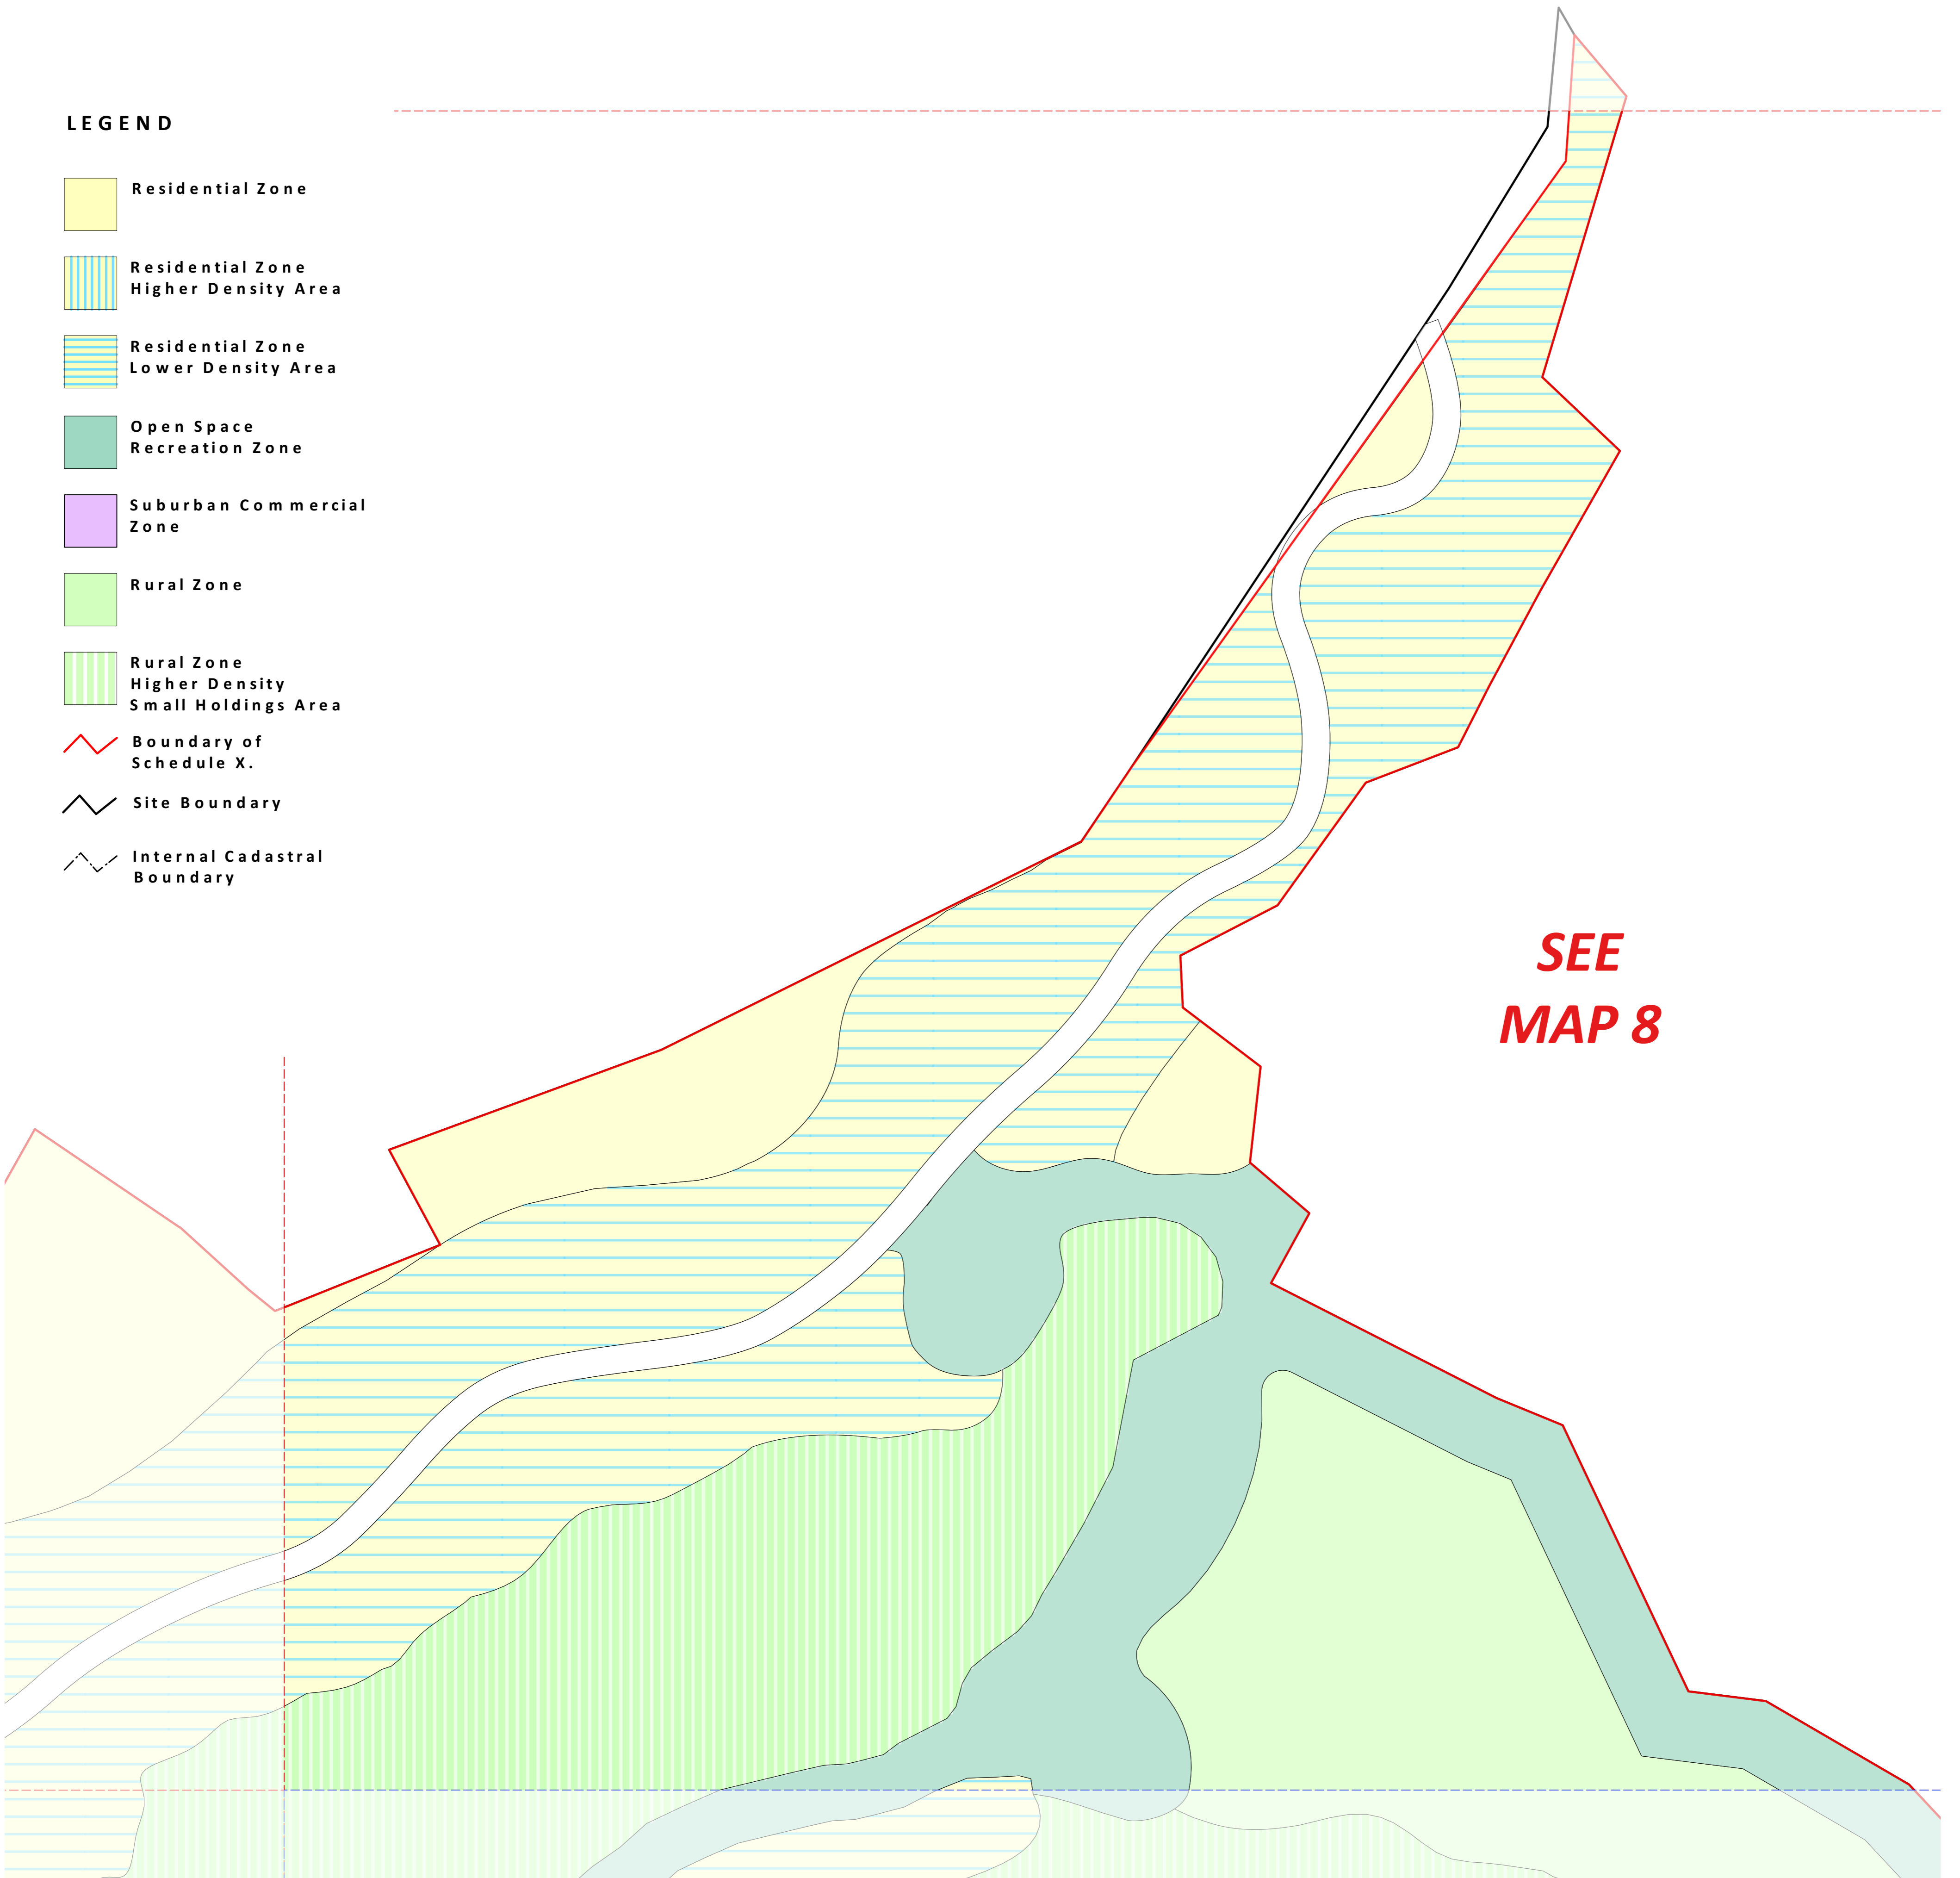 LEGEND
Residential Zone
Residential Zone
Higher Density Area
Residential Zone
Lower Density Area
Open Space
Recreation Zone
Suburban Commercial
Zone
Rural Zone
Rural Zone
Higher Density
Small Holdings Area
Boundary of
Schedule X.
Site Boundary
Internal Cadastral
Boundary
SEE
MAP 8